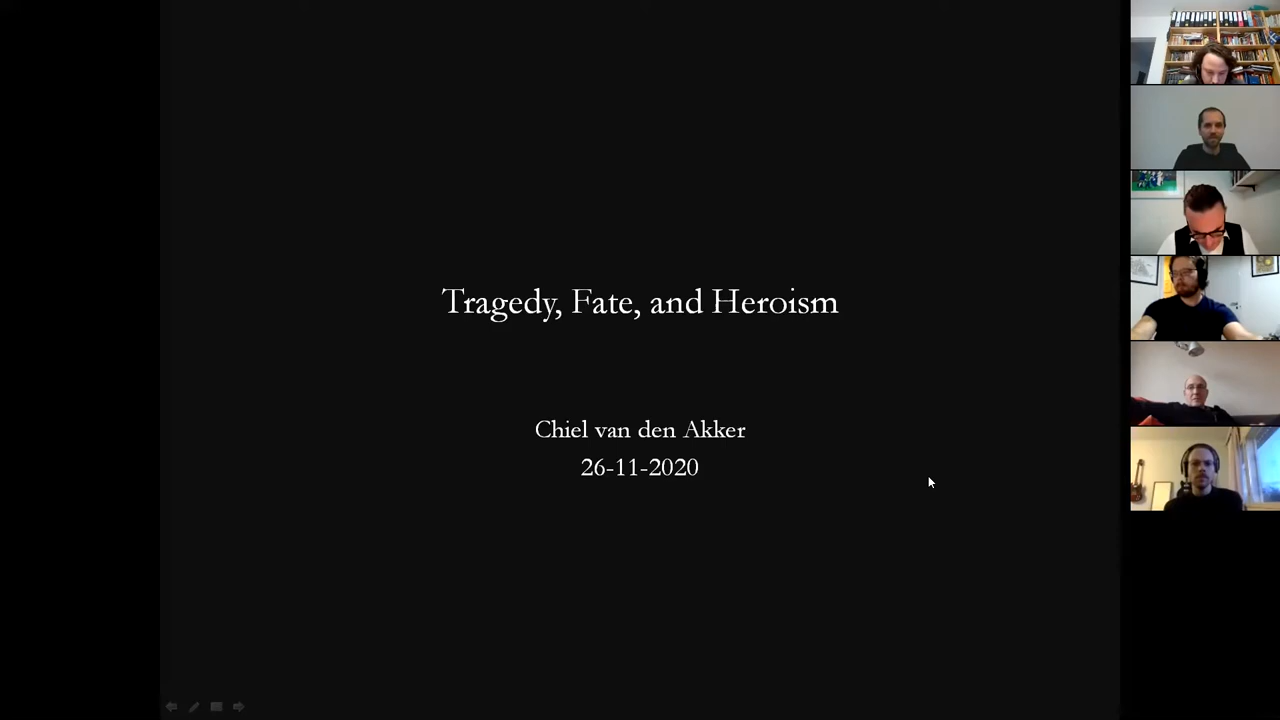 Tragedy, Fate, and Heroism
Chiel van den Akker
26-11-2020